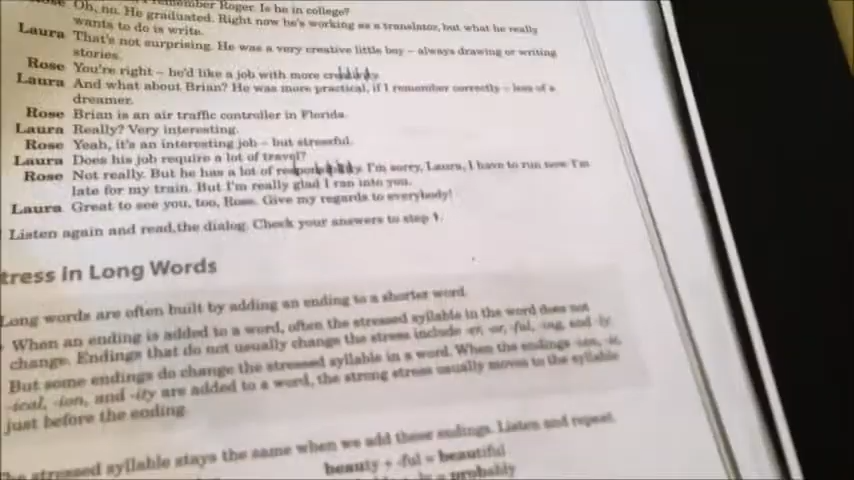 remember Roger. Is he in college?
Rose Oh, no. He graduated. Right now he's working as a translator, but what he really
wants to do is write.
Laura That's not surprising. He was a very creative little boy – always drawing or writing
stories.
Rose You're right – he'd like a job with more
Laura And what about Brian? He was more practical, if I remember correctly – less of a
dreamer.
Rose Brian is an air traffic controller in Florida.
Laura Really? Very interesting.
Rose Yeah, it's an interesting job – but stressful.
Laura Does his job require a lot of travel?
Rose Not really. But he has a lot of I'm sorry, Laura, I have to run now I'm
late for my train. But I'm really glad I ran into you.
Laura Great to see you, too, Rose. Give my regards to everybody!
Listen again and read the dialog. Check your answers to step 1.
tress in Long Words
Long words are often built by adding an ending to a shorter word.
When an ending is added to a word, often the stressed syllable in the word does not
change. Endings that do not usually change the stress include -er, -or, -ful, -ing, and -ly.
But some endings do change the stressed syllable in a word. When the endings -ian, -ic,
-ical, -ion, and -ity are added to a word, the strong stress usually moves to the syllable
just before the ending.
he stressed syllable stays the same when we add these endings. Listen and repeat.
beauty + -ful = beautiful
= probably